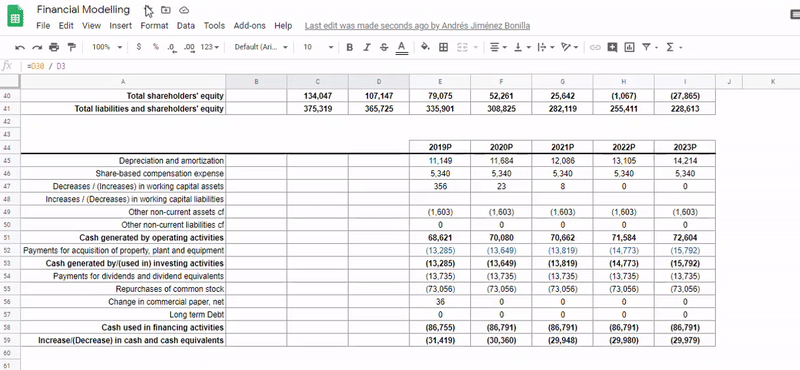 Financial Modelling
File Edit View Insert Format Data Tools Add-ons Help Last edit was made seconds ago by Andrés Jiménez Bonilla
100% $ % .0 .00 123 Default (Ari... 10 B I S A
fx =D30 / D3
A B C D E F G H I J K
40 Total shareholders' equity 134,047 107,147 79,075 52,261 25,642 (1,067) (27,865)
41 Total liabilities and shareholders' equity 375,319 365,725 335,901 308,825 282,119 255,411 228,613
42
43
44 2019P 2020P 2021P 2022P 2023P
45 Depreciation and amortization 11,149 11,684 12,086 13,105 14,214
46 Share-based compensation expense 5,340 5,340 5,340 5,340 5,340
47 Decreases / (Increases) in working capital assets 356 23 8 0 0
48 Increases / (Decreases) in working capital liabilities
49 Other non-current assets cf (1,603) (1,603) (1,603) (1,603) (1,603)
50 Other non-current liabilities cf 0 0 0 0 0
51 Cash generated by operating activities 68,621 70,080 70,662 71,584 72,604
52 Payments for acquisition of property, plant and equipment (13,285) (13,649) (13,819) (14,773) (15,792)
53 Cash generated by/(used in) investing activities (13,285) (13,649) (13,819) (14,773) (15,792)
54 Payments for dividends and dividend equivalents (13,735) (13,735) (13,735) (13,735) (13,735)
55 Repurchases of common stock (73,056) (73,056) (73,056) (73,056) (73,056)
56 Change in commercial paper, net 36 0 0 0 0
57 Long term Debt 0 0 0 0 0
58 Cash used in financing activities (86,755) (86,791) (86,791) (86,791) (86,791)
59 Increase/(Decrease) in cash and cash equivalents (31,419) (30,360) (29,948) (29,980) (29,979)
60
61